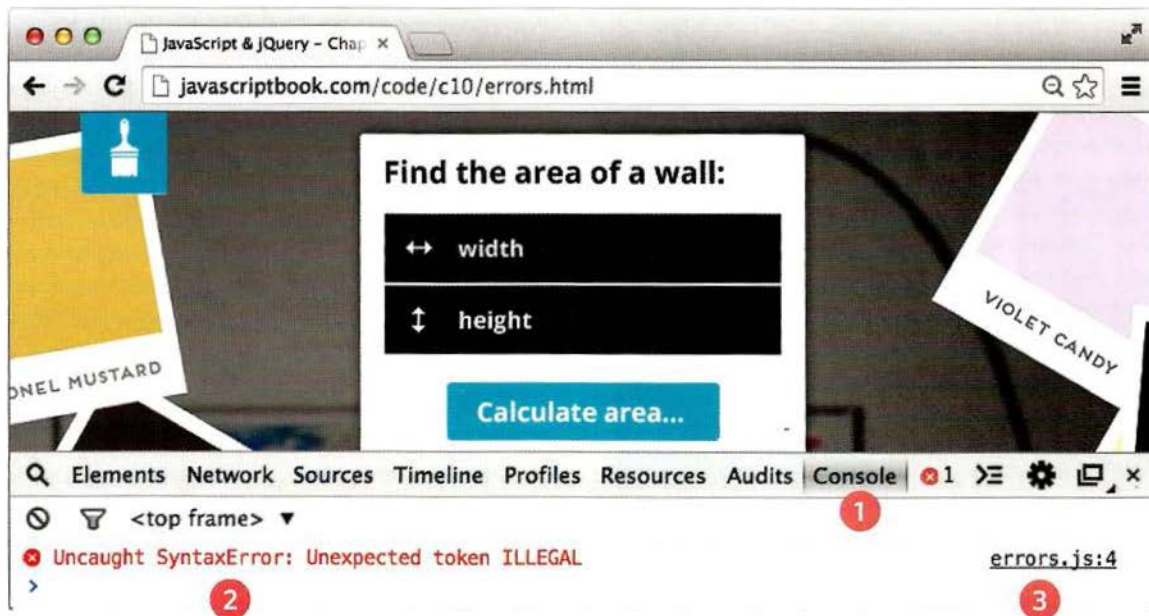 JavaScript & jQuery - Chap ×
javascriptbook.com/code/c10/errors.html
Find the area of a wall:
width
height
ONEL MUSTARD
VIOLET CANDY
Calculate area...
Elements Network Sources Timeline Profiles Resources Audits Console 1
1
<top frame> ▼
Uncaught SyntaxError: Unexpected token ILLEGAL errors.js:4
>
2 3